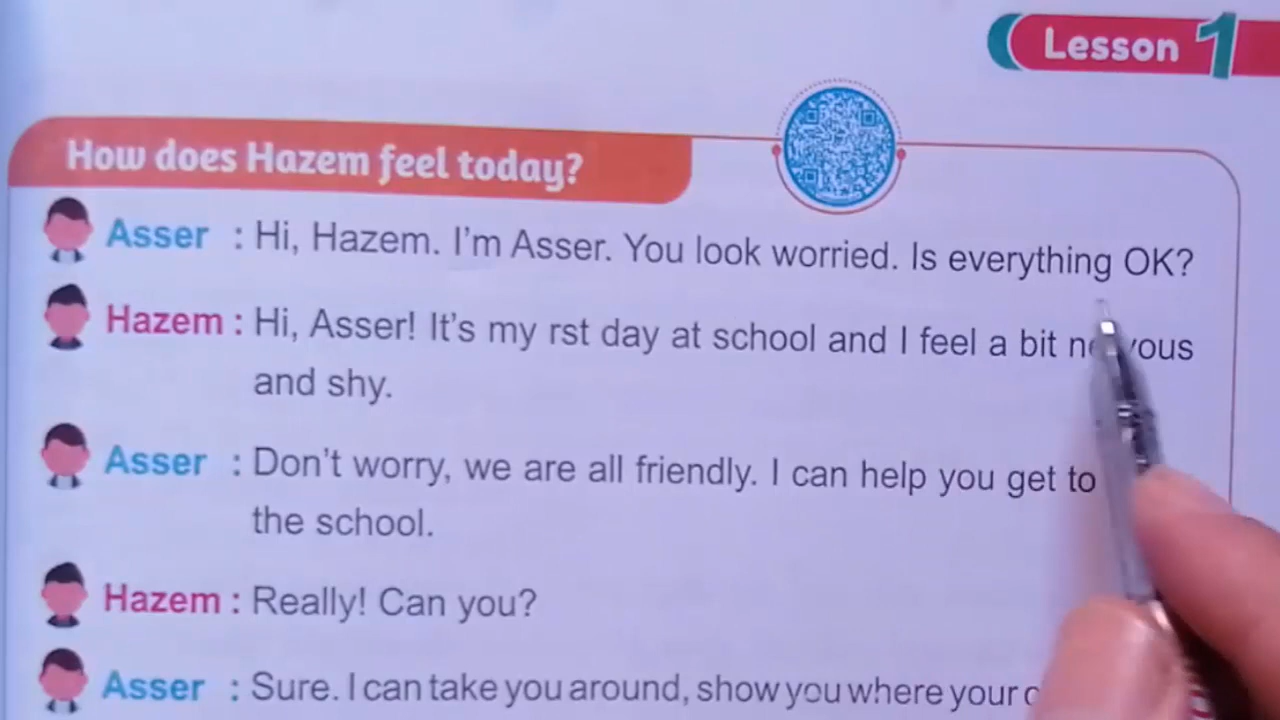 Lesson 1
How does Hazem feel today?
Asser : Hi, Hazem. I'm Asser. You look worried. Is everything OK?
Hazem : Hi, Asser! It's my rst day at school and I feel a bit
and shy.
Asser : Don't worry, we are all friendly. I can help you get to
the school.
Hazem : Really! Can you?
Asser : Sure. I can take you around, show you where your